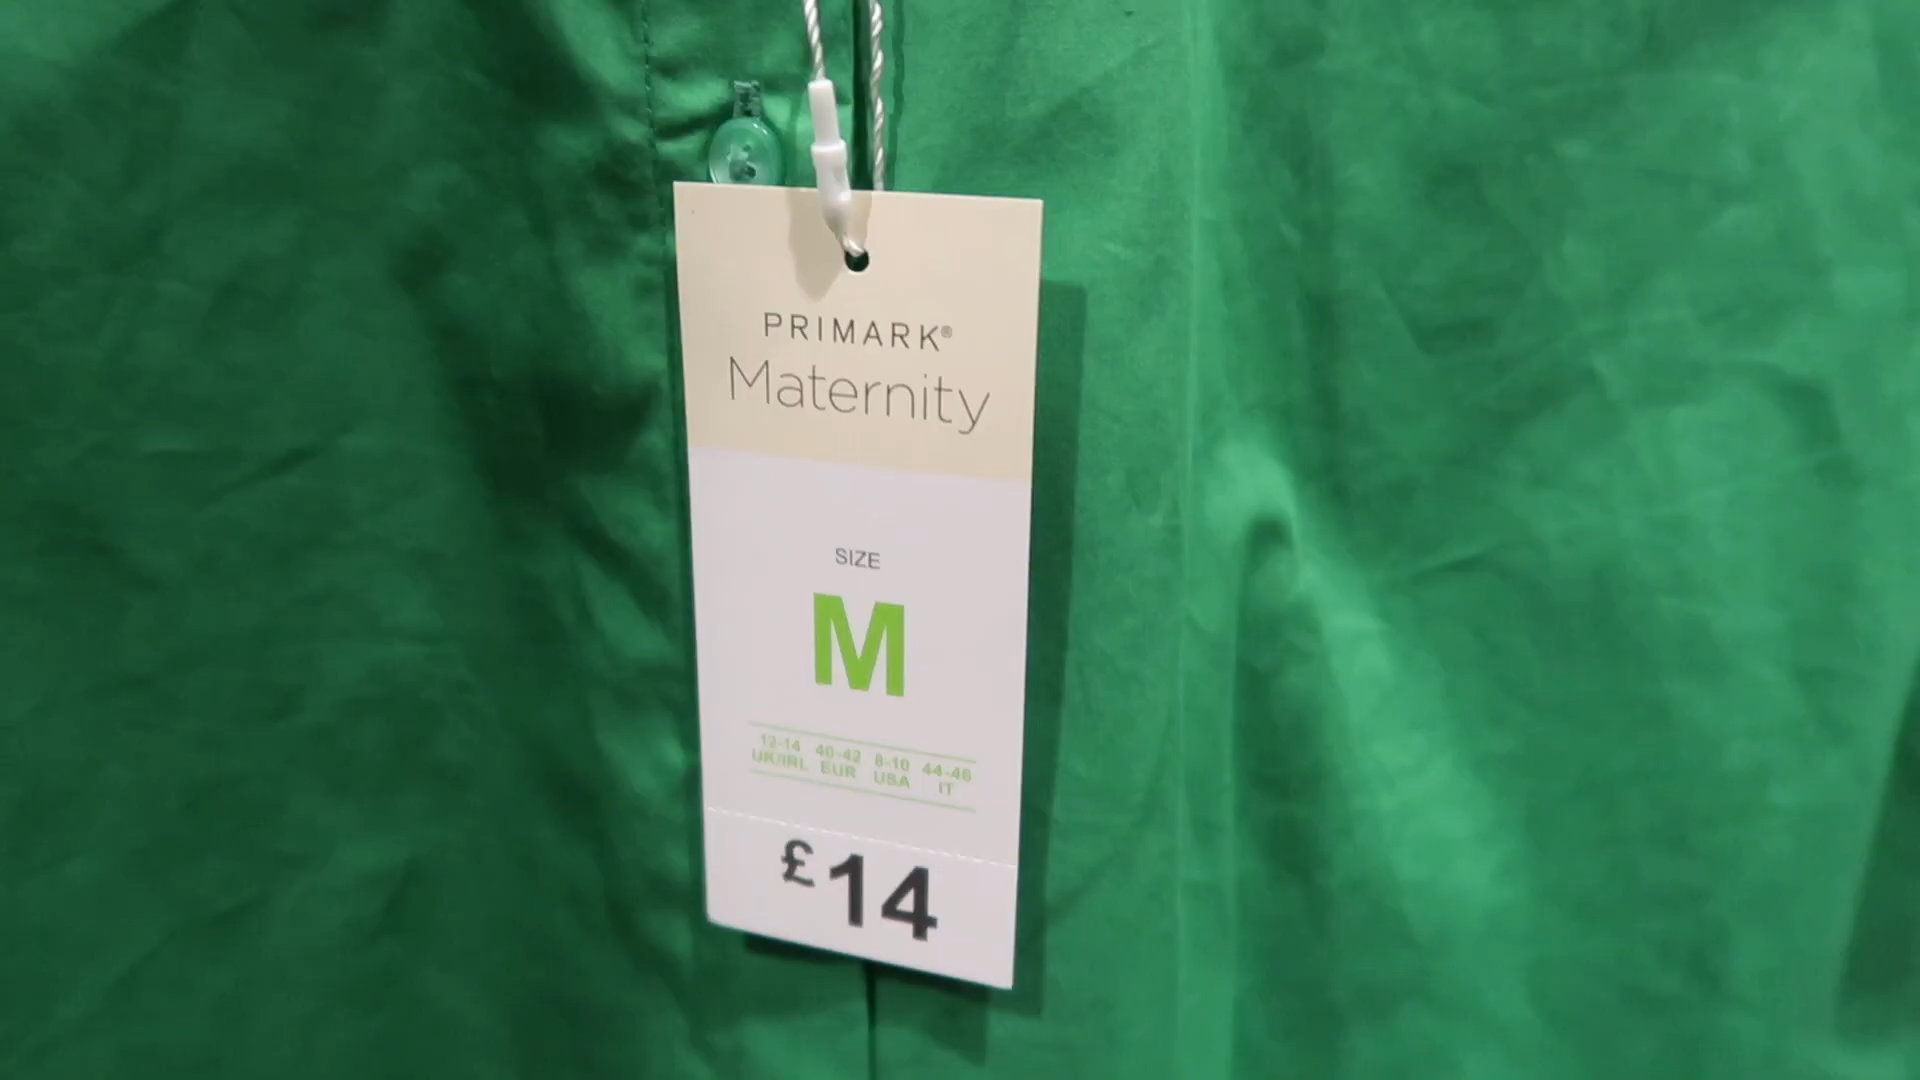 PRIMARK®
Maternity
SIZE
M
12-14 40-42 8-10 44-46
UK/IRL EUR USA IT
£14